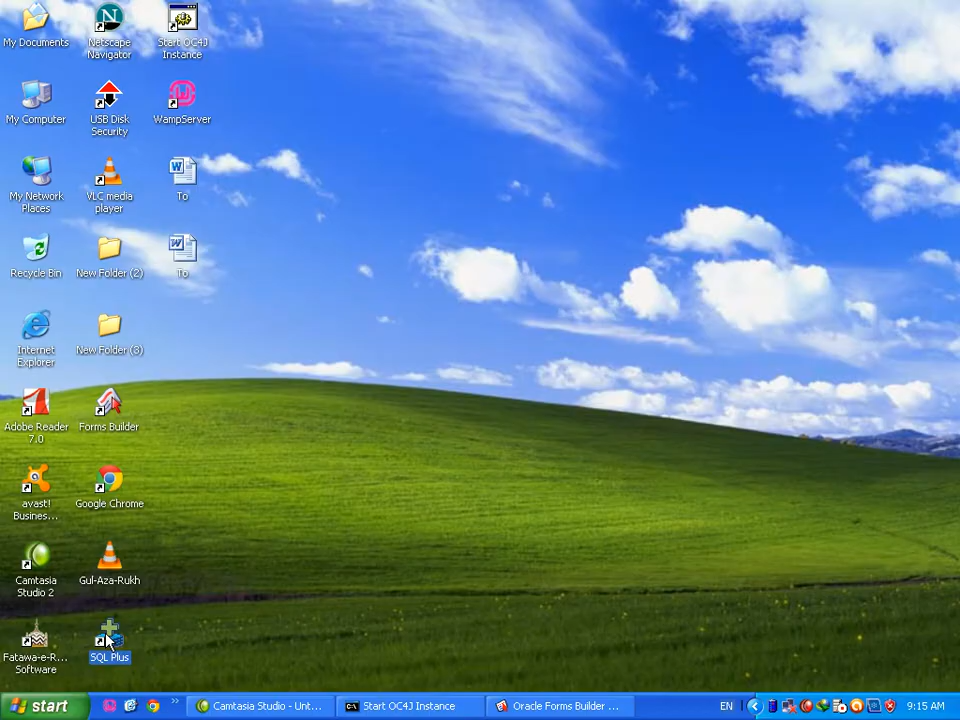 My Documents
Netscape
Navigator
Start OC4J
Instance
My Computer
USB Disk
Security
WampServer
My Network
Places
VLC media
player
To
Recycle Bin
New Folder (2)
To
Internet
Explorer
New Folder (3)
Adobe Reader
7.0
Forms Builder
avast!
Busines...
Google Chrome
Camtasia
Studio 2
Gul-Aza-Rukh
Fatawa-e-R...
Software
SQL Plus
start
Camtasia Studio - Unt...
Start OC4J Instance
Oracle Forms Builder ...
EN
9:15 AM